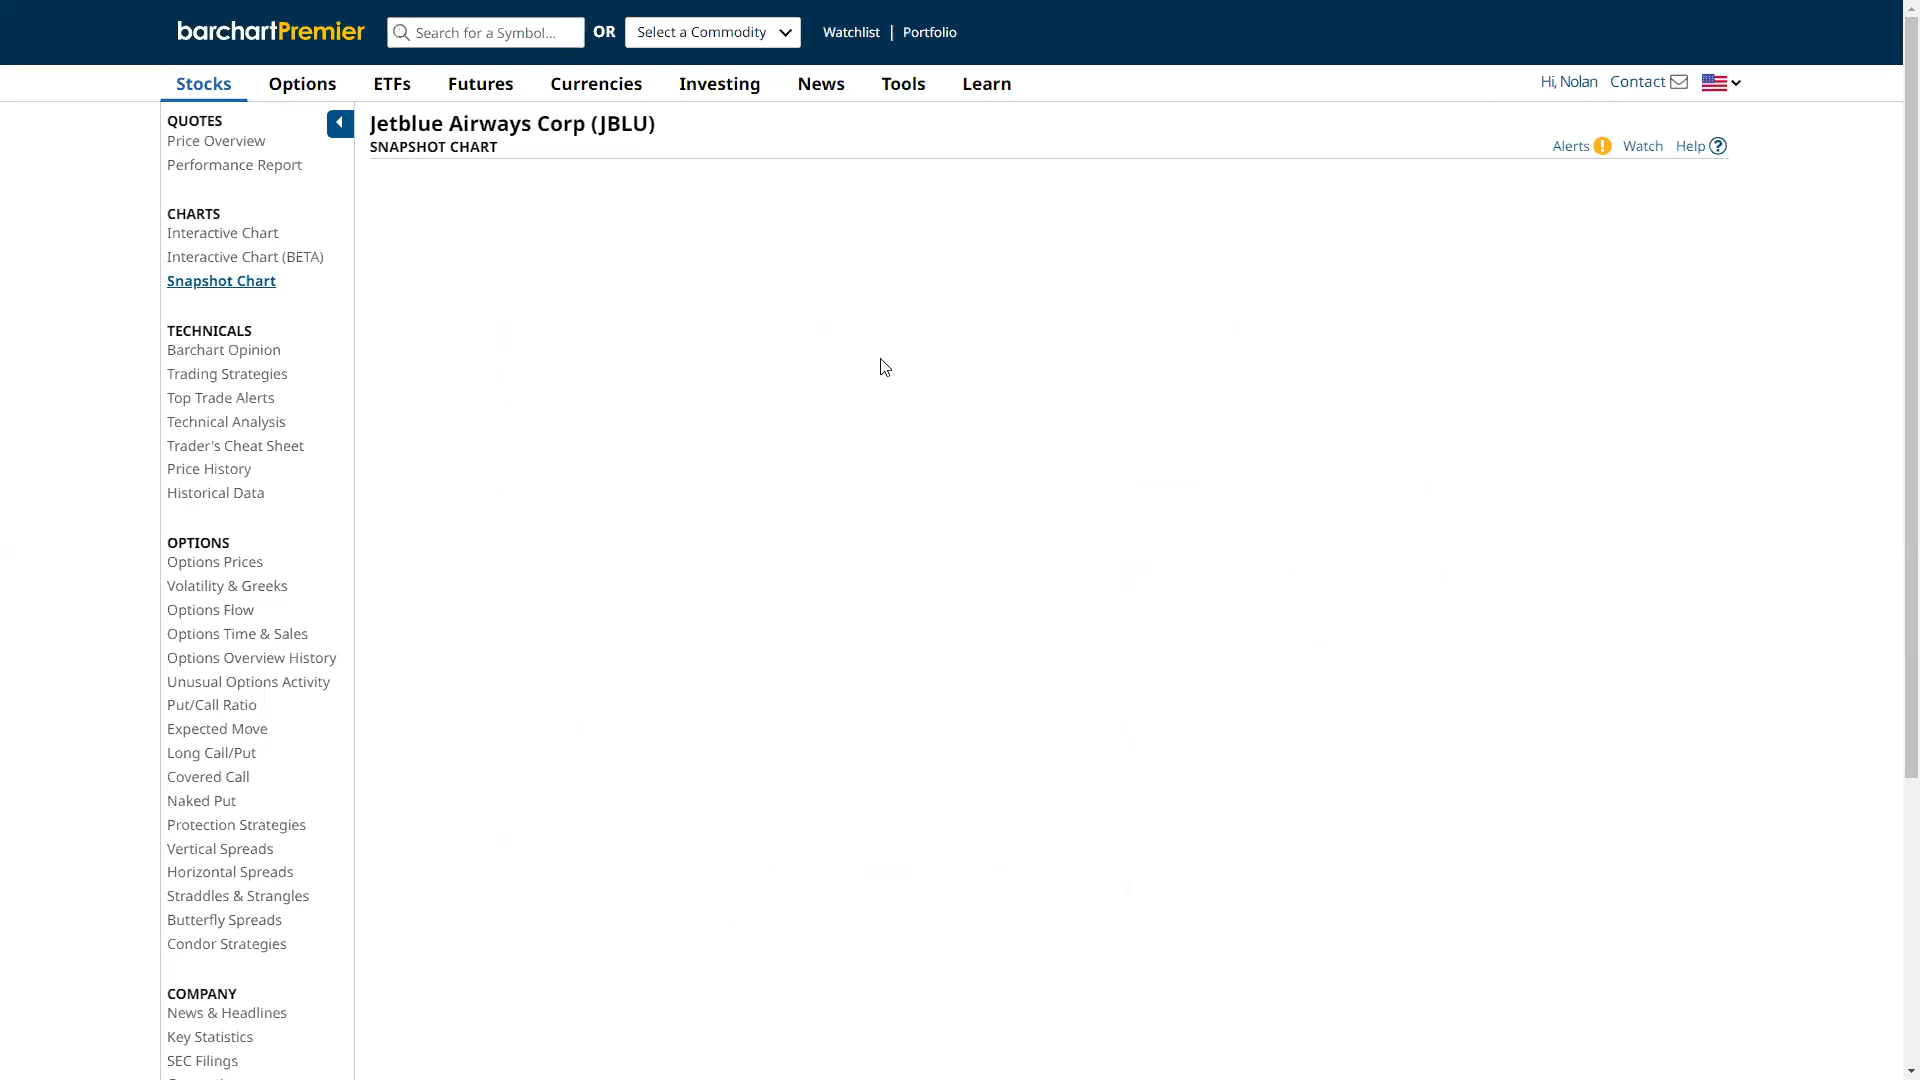 barchartPremier Search for a Symbol... OR Select a Commodity Watchlist | Portfolio
Stocks Options ETFs Futures Currencies Investing News Tools Learn Hi, Nolan Contact
QUOTES
Price Overview
Performance Report
CHARTS
Interactive Chart
Interactive Chart (BETA)
Snapshot Chart
TECHNICALS
Barchart Opinion
Trading Strategies
Top Trade Alerts
Technical Analysis
Trader's Cheat Sheet
Price History
Historical Data
OPTIONS
Options Prices
Volatility & Greeks
Options Flow
Options Time & Sales
Options Overview History
Unusual Options Activity
Put/Call Ratio
Expected Move
Long Call/Put
Covered Call
Naked Put
Protection Strategies
Vertical Spreads
Horizontal Spreads
Straddles & Strangles
Butterfly Spreads
Condor Strategies
COMPANY
News & Headlines
Key Statistics
SEC Filings
Jetblue Airways Corp (JBLU)
SNAPSHOT CHART
Alerts ! Watch Help ?